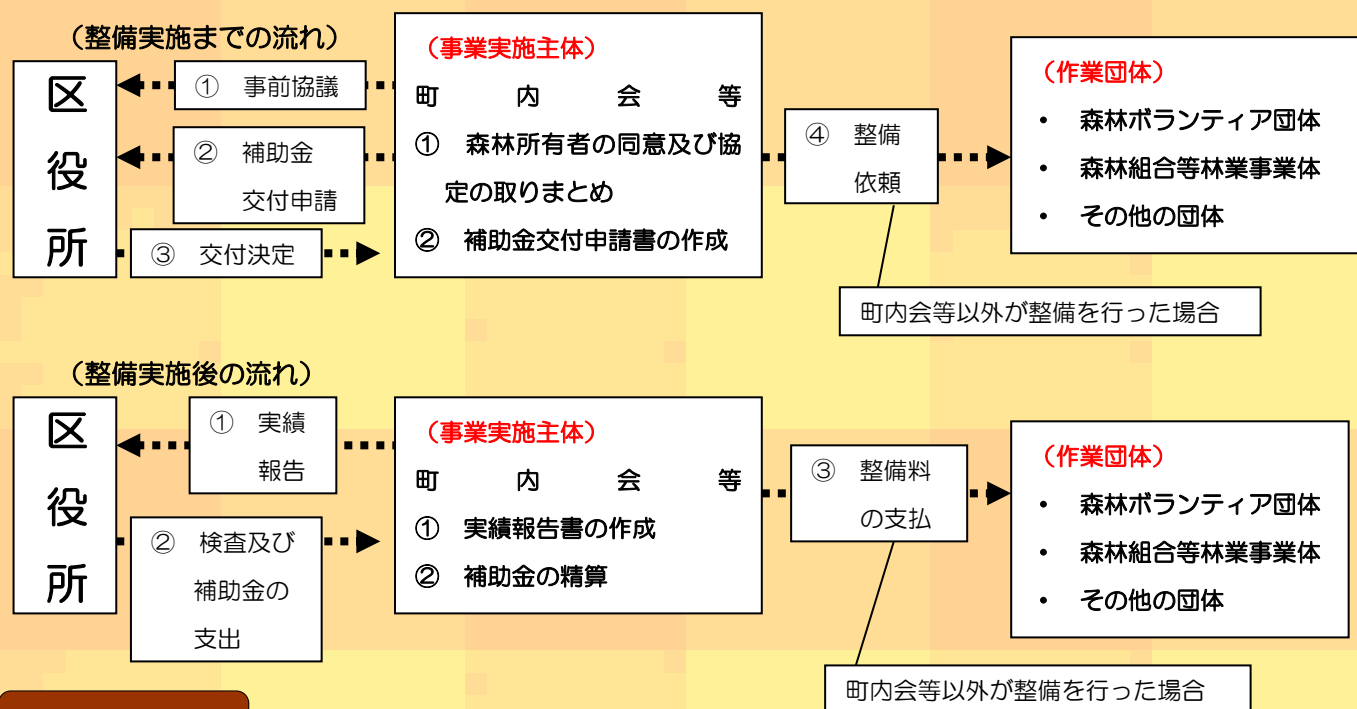 （整備実施までの流れ）
区
役
所
① 事前協議
② 補助金
交付申請
③ 交付決定
（事業実施主体）
町内会等
① 森林所有者の同意及び協
定の取りまとめ
② 補助金交付申請書の作成
④ 整備
依頼
（作業団体）
・ 森林ボランティア団体
・ 森林組合等林業事業体
・ その他の団体
町内会等以外が整備を行った場合
（整備実施後の流れ）
区
役
所
① 実績
報告
② 検査及び
補助金の
支出
（事業実施主体）
町内会等
① 実績報告書の作成
② 補助金の精算
③ 整備料
の支払
（作業団体）
・ 森林ボランティア団体
・ 森林組合等林業事業体
・ その他の団体
町内会等以外が整備を行った場合